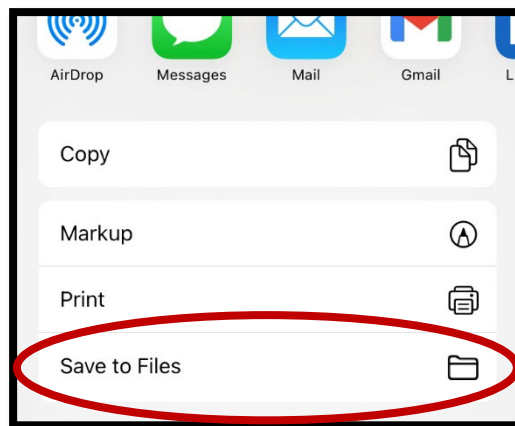 AirDrop Messages Mail Gmail L
Copy
Markup
Print
Save to Files